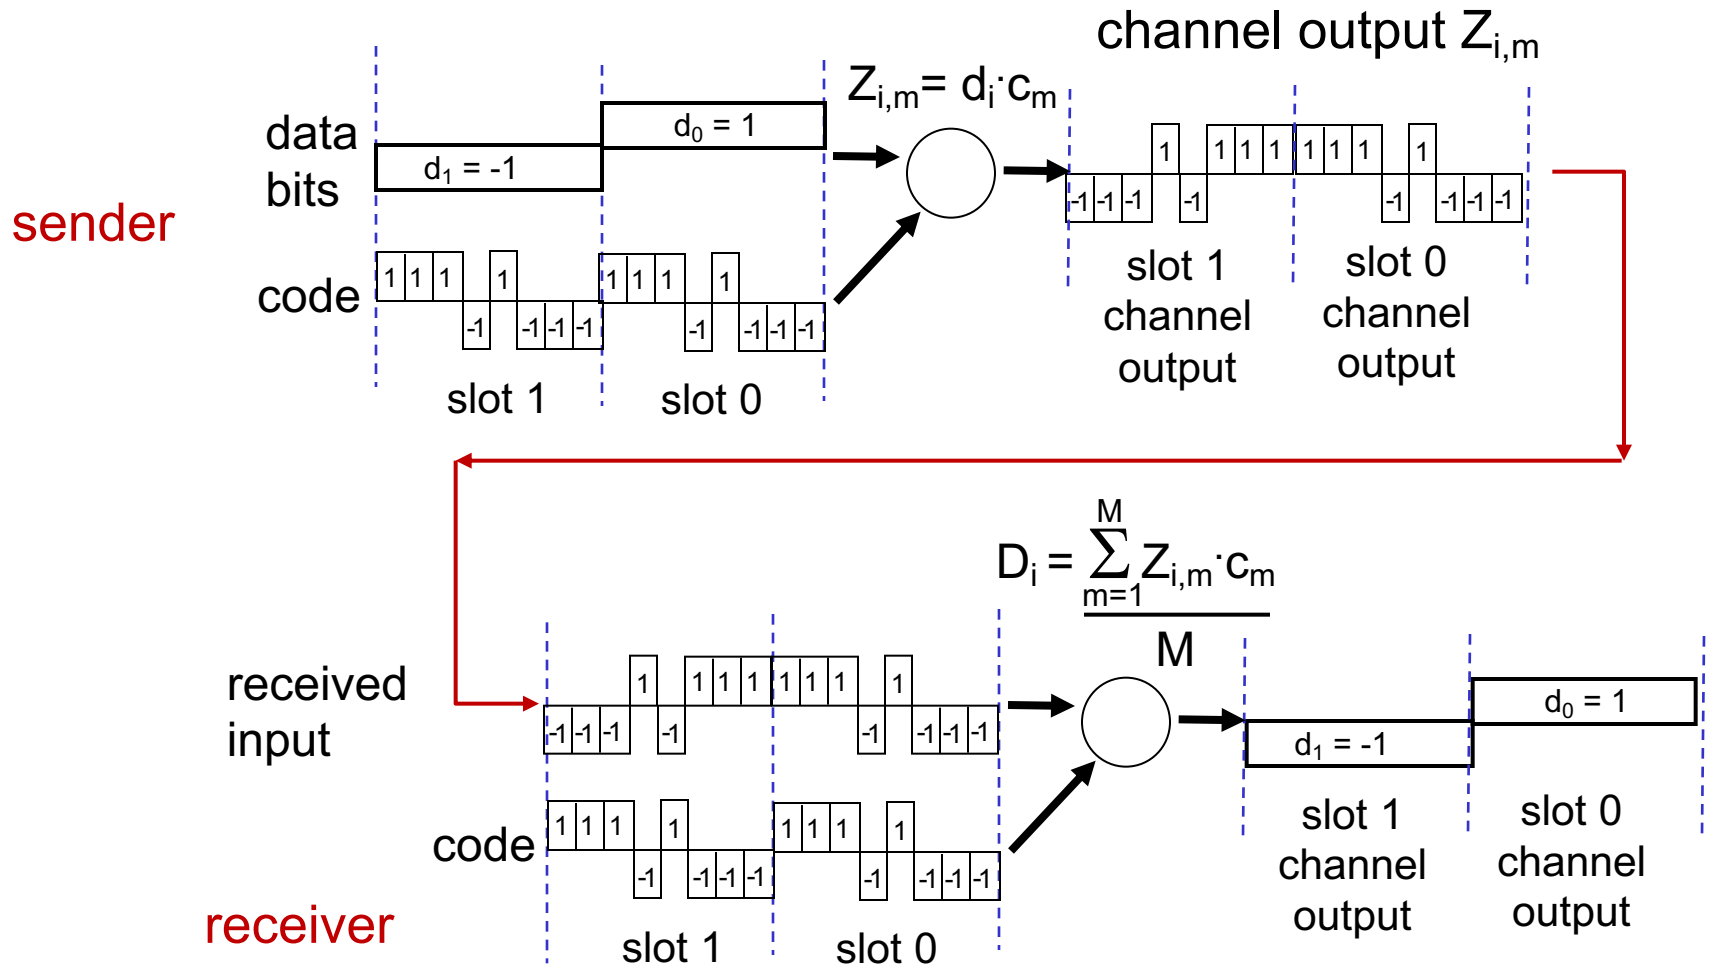 channel output Z_i,m
Z_i,m = d_i · c_m
data bits
d_0 = 1
d_1 = -1
sender
code
1 1 1 -1 1 -1 -1 -1
1 1 1 -1 1 -1 -1 -1
slot 1
slot 0
-1 -1 -1 1 -1 1 1 1
1 1 1 -1 1 -1 -1 -1
slot 1
channel
output
slot 0
channel
output
D_i = Σ_{m=1}^{M} Z_i,m · c_m
M
received
input
-1 -1 -1 1 -1 1 1 1
1 1 1 -1 1 -1 -1 -1
code
1 1 1 -1 1 -1 -1 -1
1 1 1 -1 1 -1 -1 -1
slot 1
slot 0
receiver
d_0 = 1
d_1 = -1
slot 1
channel
output
slot 0
channel
output